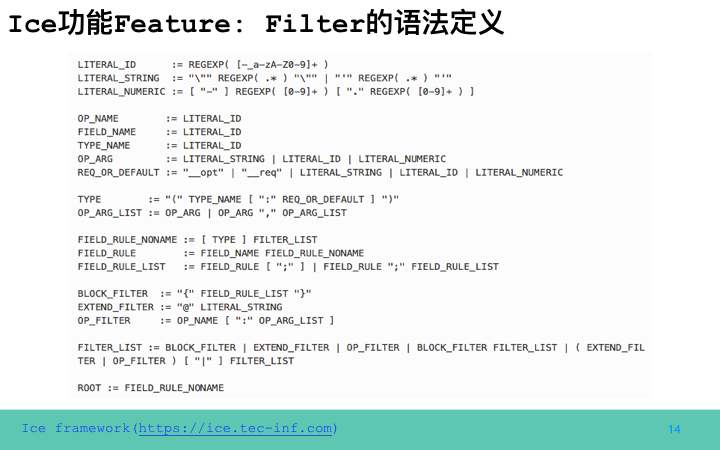 Ice功能Feature: Filter的语法定义
LITERAL_ID      := REGEXP( [-_a-zA-Z0-9]+ )
LITERAL_STRING  := "\"" REGEXP( .* ) "\"" | "'" REGEXP( .* ) "'"
LITERAL_NUMERIC := [ "-" ] REGEXP( [0-9]+ ) [ "." REGEXP( [0-9]+ ) ]
OP_NAME        := LITERAL_ID
FIELD_NAME     := LITERAL_ID
TYPE_NAME      := LITERAL_ID
OP_ARG         := LITERAL_STRING | LITERAL_ID | LITERAL_NUMERIC
REQ_OR_DEFAULT := "__opt" | "__req" | LITERAL_STRING | LITERAL_ID | LITERAL_NUMERIC
TYPE        := "(" TYPE_NAME [ ":" REQ_OR_DEFAULT ] ")"
OP_ARG_LIST := OP_ARG | OP_ARG "," OP_ARG_LIST
FIELD_RULE_NONAME := [ TYPE ] FILTER_LIST
FIELD_RULE        := FIELD_NAME FIELD_RULE_NONAME
FIELD_RULE_LIST   := FIELD_RULE [ ";" ] | FIELD_RULE ";" FIELD_RULE_LIST
BLOCK_FILTER  := "{" FIELD_RULE_LIST "}"
EXTEND_FILTER := "@" LITERAL_STRING
OP_FILTER     := OP_NAME [ ":" OP_ARG_LIST ]
FILTER_LIST := BLOCK_FILTER | EXTEND_FILTER | OP_FILTER | BLOCK_FILTER FILTER_LIST | ( EXTEND_FIL
TER | OP_FILTER ) [ "|" ] FILTER_LIST
ROOT := FIELD_RULE_NONAME
Ice framework(https://ice.tec-inf.com)
14